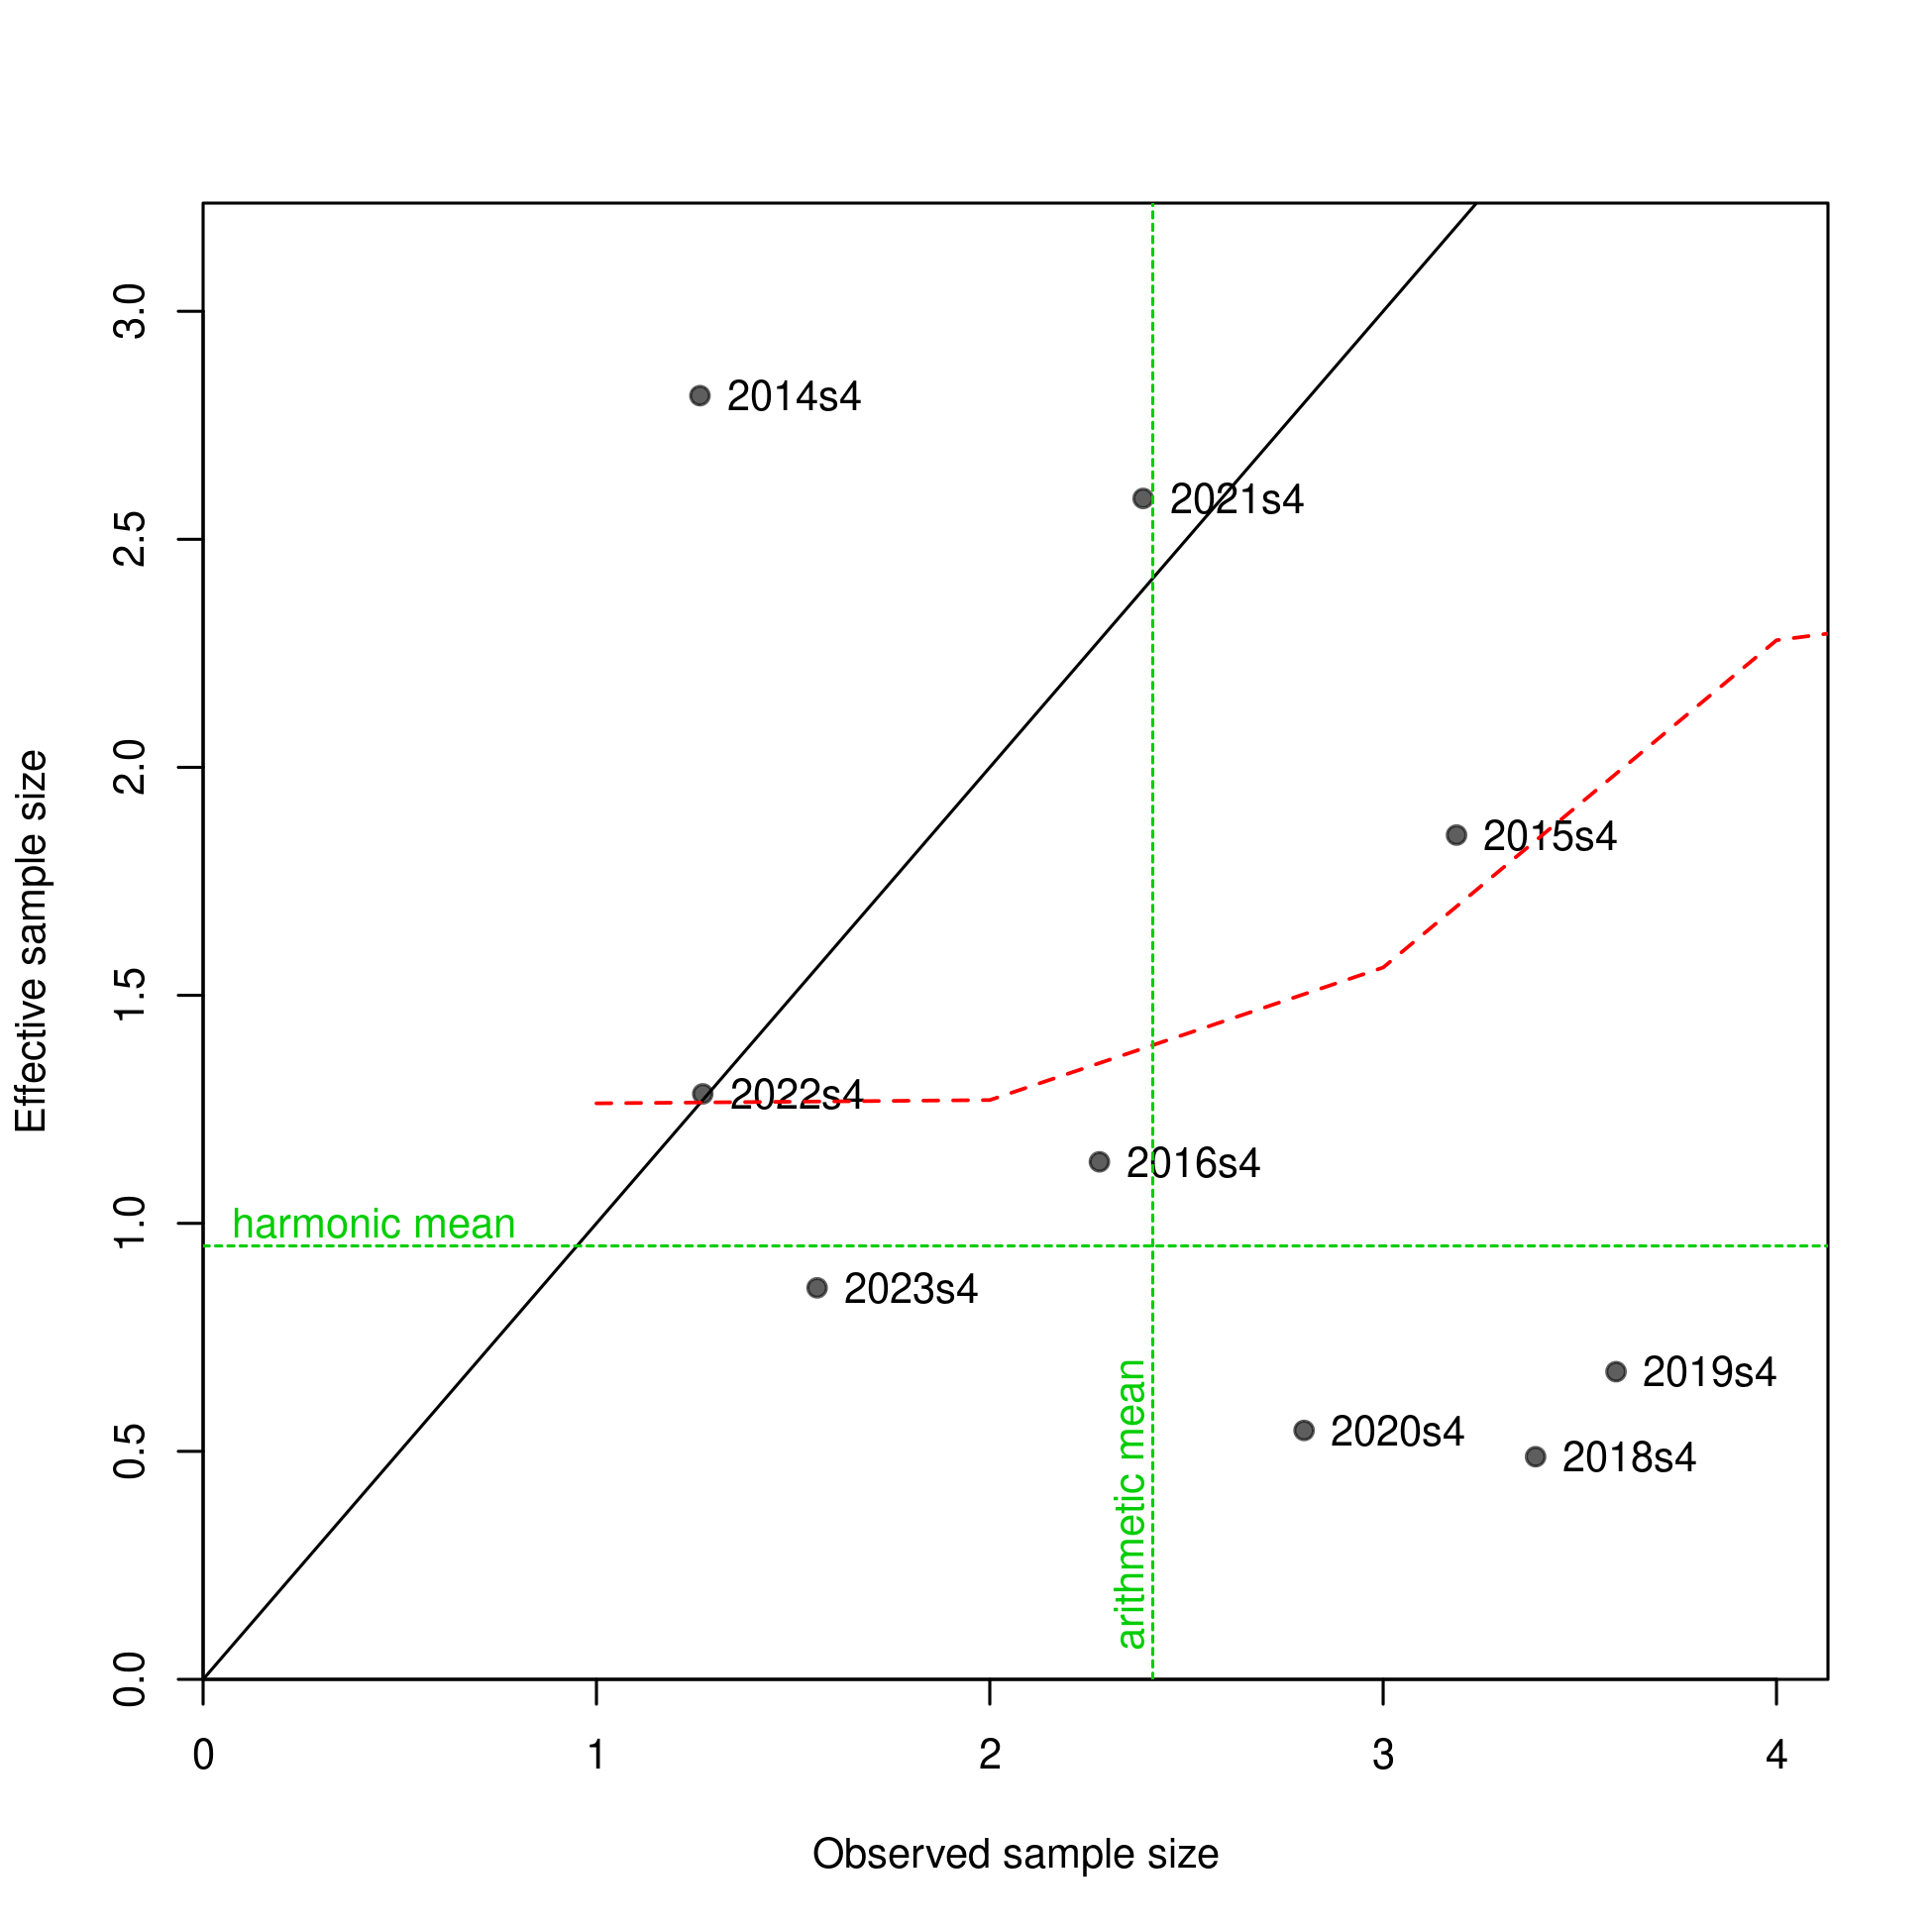 3.0
2014s4
2021s4
2.5
2.0
2015s4
Effective sample size
1.5
2022s4
2016s4
1.0
harmonic mean
2023s4
2019s4
2020s4
2018s4
0.5
arithmetic mean
0.0
0 1 2 3 4
Observed sample size